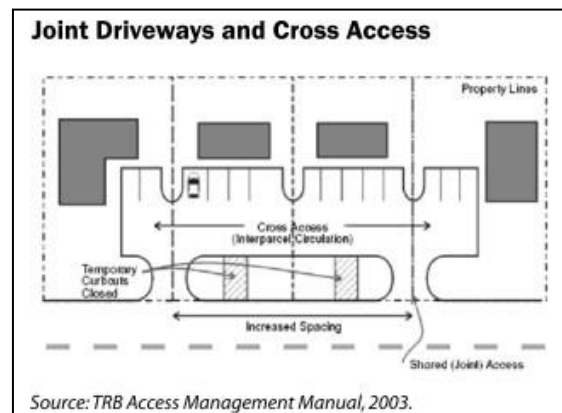 Joint Driveways and Cross Access
Property Lines
Cross Access
(Interparcel Circulation)
Temporary
Curbouts
Closed
Increased Spacing
Shared (Joint) Access
Source: TRB Access Management Manual, 2003.